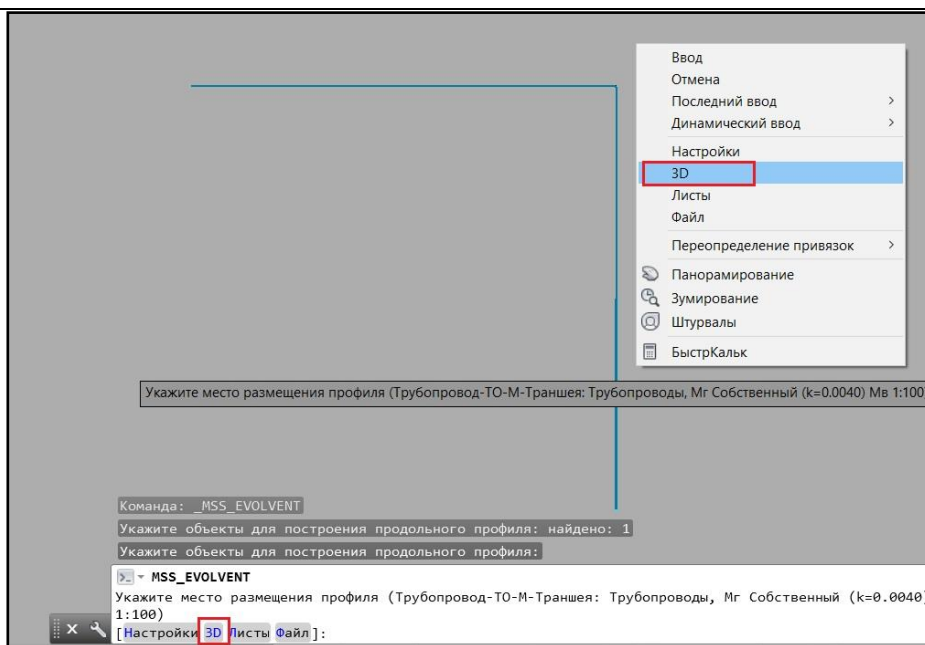 Ввод
Отмена
Последний ввод
Динамический ввод
Настройки
3D
Листы
Файл
Переопределение привязок
Панорамирование
Зумирование
Штурвалы
БыстрКальк
Укажите место размещения профиля (Трубопровод-ТО-М-Траншея: Трубопроводы, Мг Собственный (k=0.0040) Мв 1:100)
Команда: _MSS_EVOLVENT
Укажите объекты для построения продольного профиля: найдено: 1
Укажите объекты для построения продольного профиля:
MSS_EVOLVENT
Укажите место размещения профиля (Трубопровод-ТО-М-Траншея: Трубопроводы, Мг Собственный (k=0.0040)
1:100)
[Настройки 3D Листы Файл]: